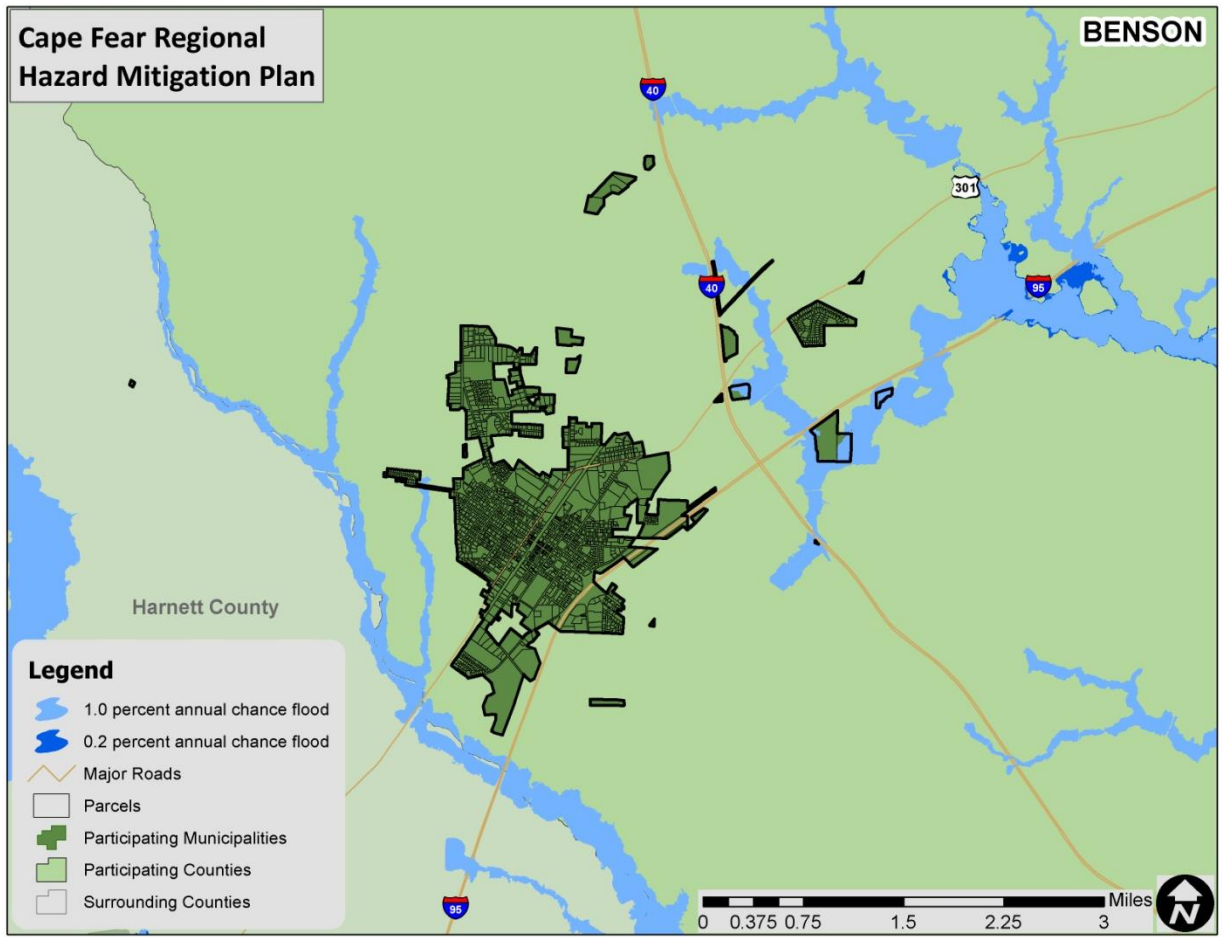 Cape Fear Regional
Hazard Mitigation Plan
BENSON
40
301
40
95
Harnett County
Legend
1.0 percent annual chance flood
0.2 percent annual chance flood
Major Roads
Parcels
Participating Municipalities
Participating Counties
Surrounding Counties
95
Miles
0 0.375 0.75 1.5 2.25 3
N